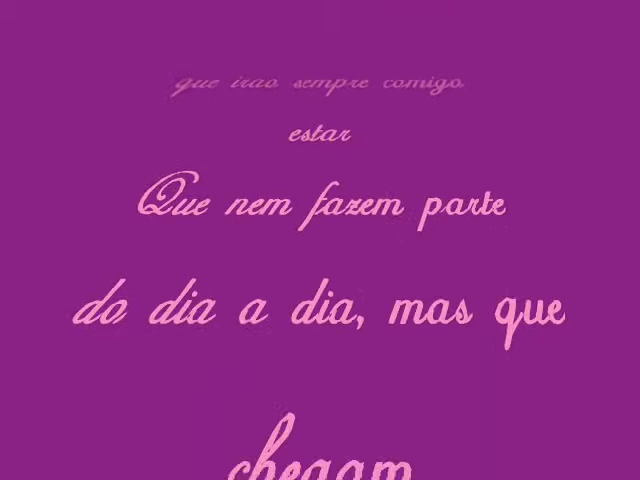 que irao sempre comigo
estar
Que nem fazem parte
do dia a dia, mas que
chegam